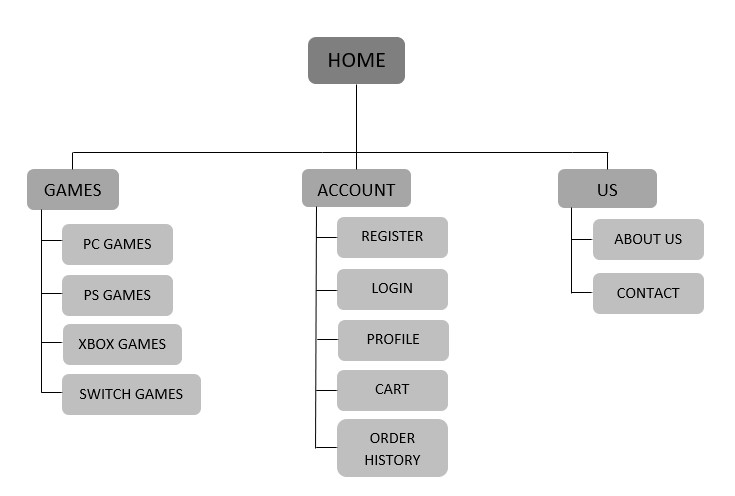 HOME
GAMES
PC GAMES
PS GAMES
XBOX GAMES
SWITCH GAMES
ACCOUNT
REGISTER
LOGIN
PROFILE
CART
ORDER
HISTORY
US
ABOUT US
CONTACT